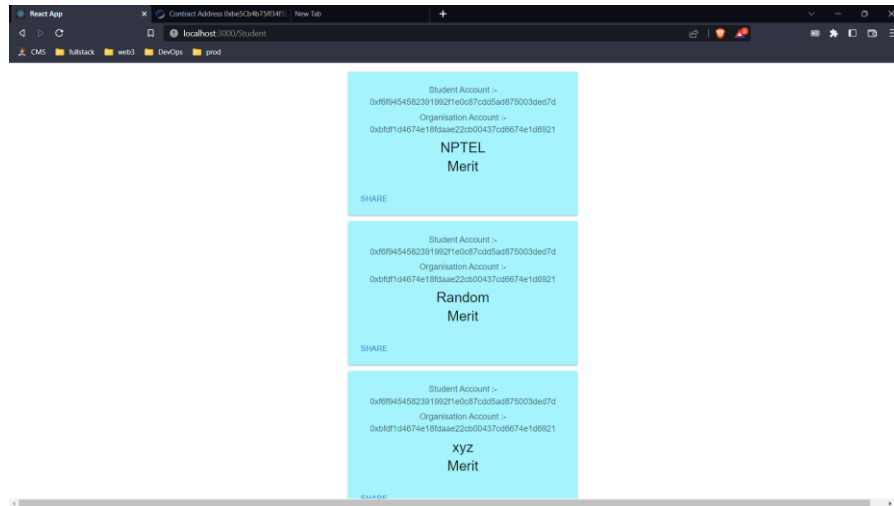 React App
Contract Address 0xbe5Cb4b75ff34f5
New Tab
localhost:3000/Student
CMS fullstack web3 DevOps prod
Student Account :-
0xf6f9454582391992f1e0c87cdd5ad875003ded7d
Organisation Account :-
0xbfdf1d4674e18fdaae22cb00437cd6674e1d6921
NPTEL
Merit
SHARE
Student Account :-
0xf6f9454582391992f1e0c87cdd5ad875003ded7d
Organisation Account :-
0xbfdf1d4674e18fdaae22cb00437cd6674e1d6921
Random
Merit
SHARE
Student Account :-
0xf6f9454582391992f1e0c87cdd5ad875003ded7d
Organisation Account :-
0xbfdf1d4674e18fdaae22cb00437cd6674e1d6921
xyz
Merit
SHARE